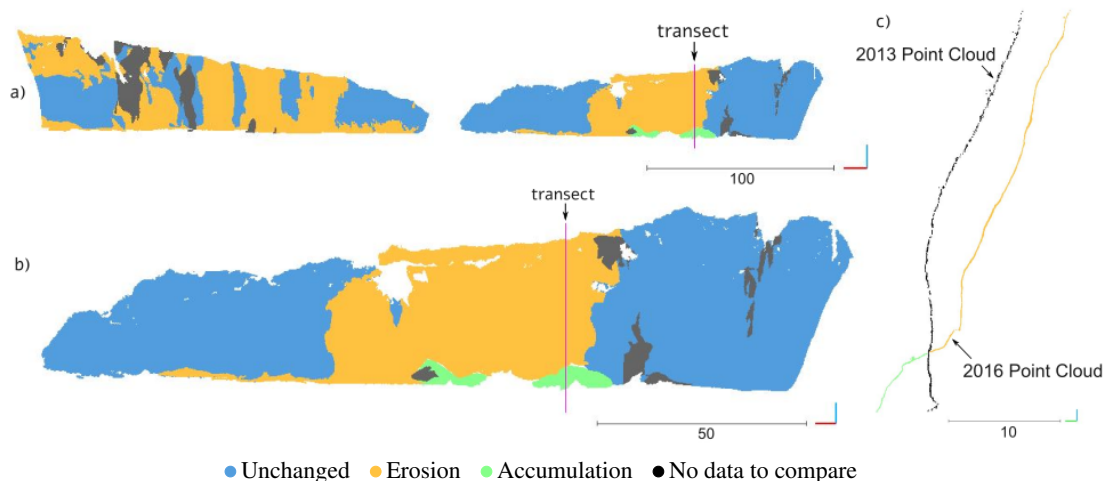 a)
transect
100
b)
transect
50
c)
2013 Point Cloud
2016 Point Cloud
10
Unchanged Erosion Accumulation No data to compare